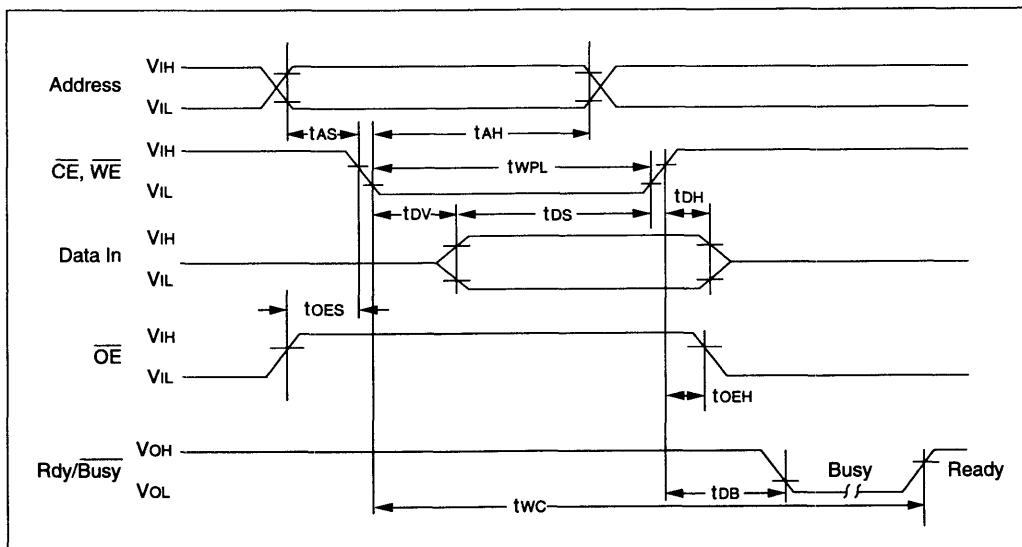 Address
VIH
VIL
tAS
tAH
CE, WE
VIH
VIL
tWPL
tDV
tDS
tDH
Data In
VIH
VIL
tOES
OE
VIH
VIL
tOEH
Rdy/Busy
VOH
VOL
Busy
Ready
tDB
tWC